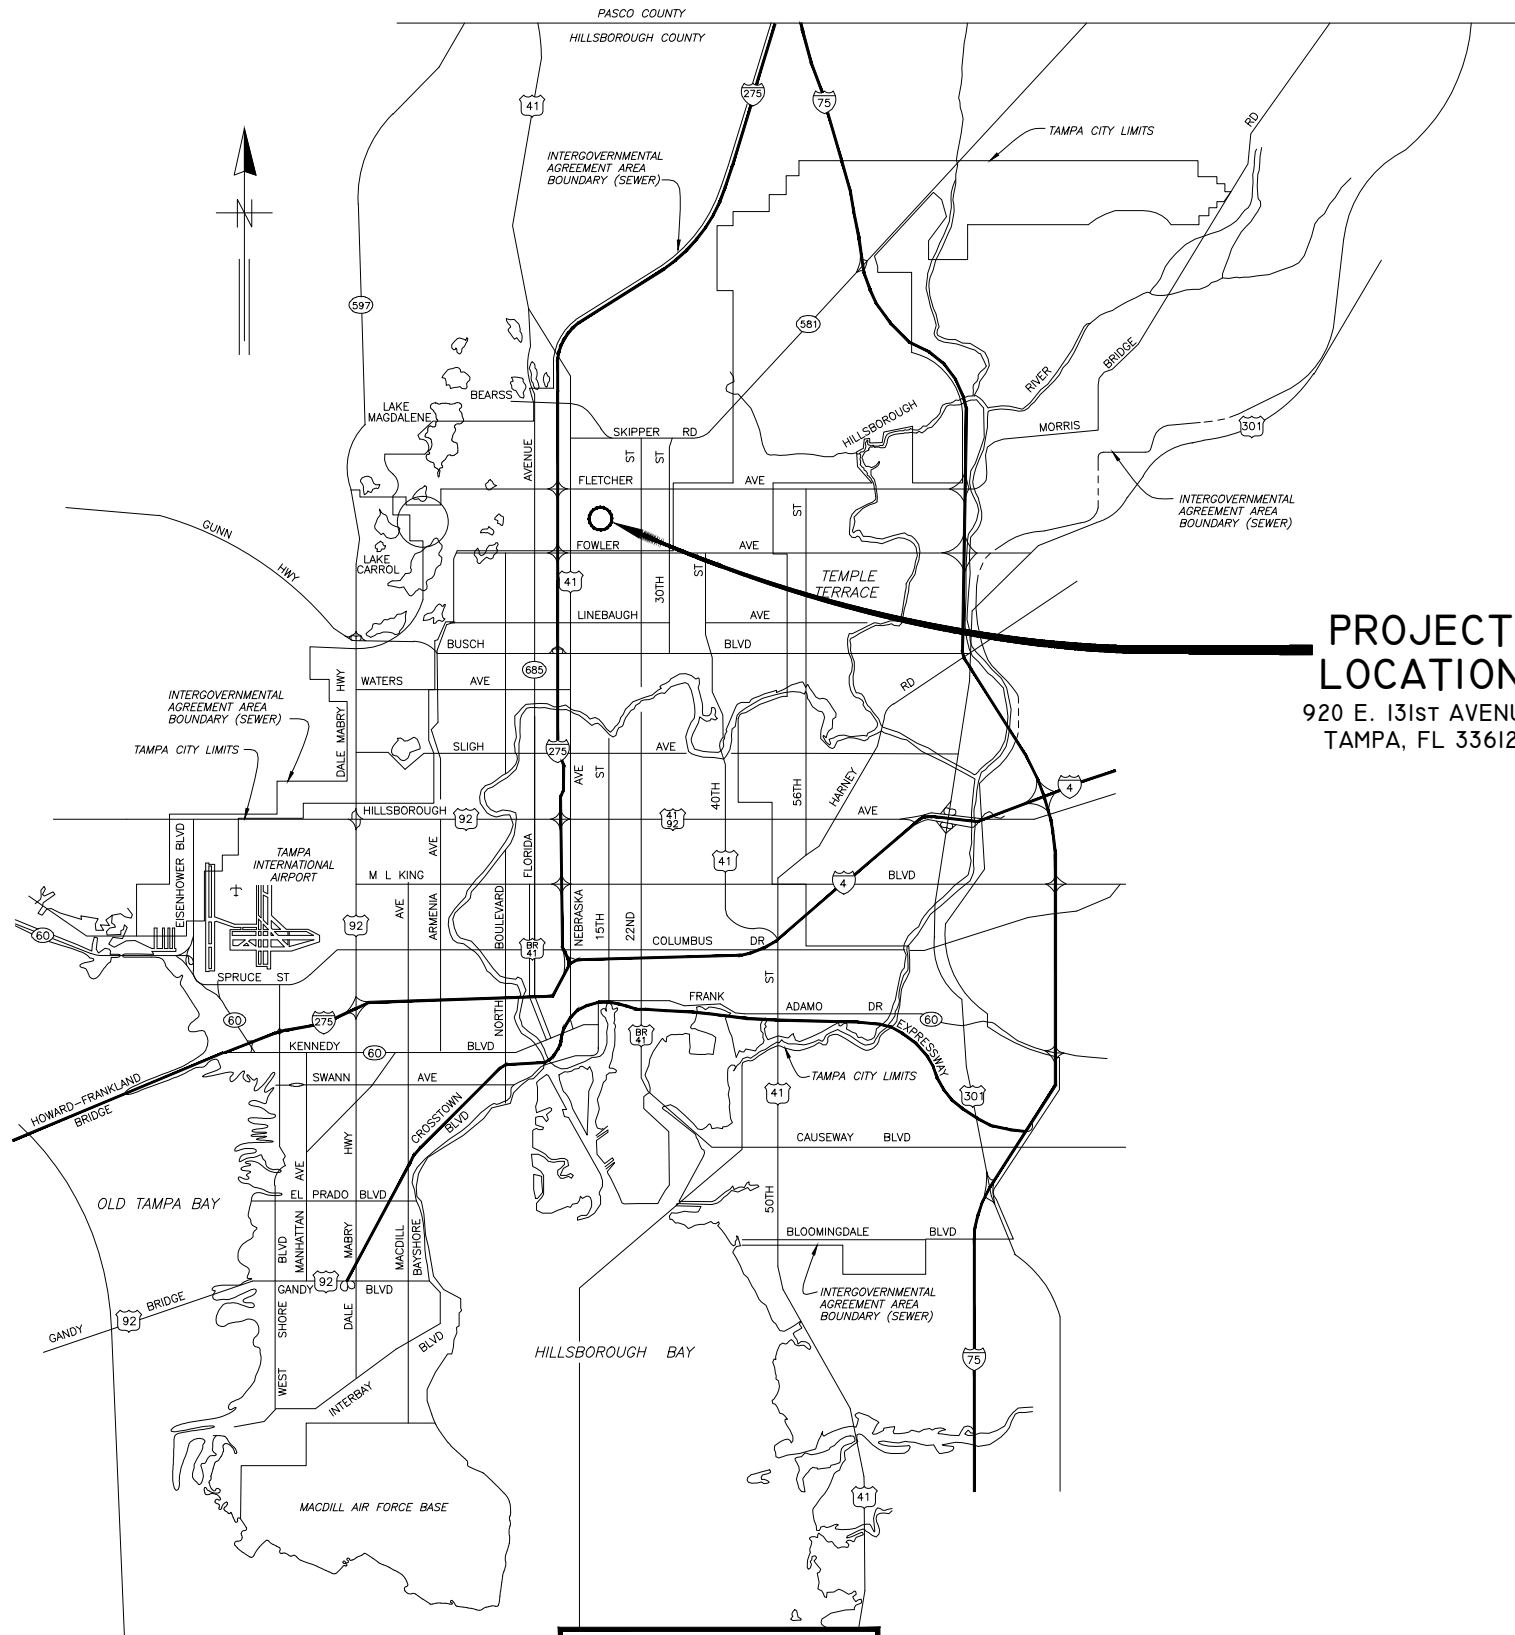 PASCO COUNTY
HILLSBOROUGH COUNTY
41
275
75
RD
TAMPA CITY LIMITS
INTERGOVERNMENTAL
AGREEMENT AREA
BOUNDARY (SEWER)
N
597
581
BRIDGE
RIVER
BEARSS
LAKE
MAGDALENE
HILLSBOROUGH
301
MORRIS
SKIPPER RD
AVENUE
ST
ST
FLETCHER AVE
INTERGOVERNMENTAL
AGREEMENT AREA
BOUNDARY (SEWER)
ST
GUNN
HWY
FOWLER AVE
LAKE
CARROL
ST
TEMPLE
TERRACE
41
30TH
LINEBAUGH AVE
PROJECT
LOCATION
920 E. 131ST AVENU
TAMPA, FL 33612
BUSCH BLVD
685
WATERS AVE
HWY
RD
INTERGOVERNMENTAL
AGREEMENT AREA
BOUNDARY (SEWER)
DALE MABRY
TAMPA CITY LIMITS
SLIGH AVE
275
AVE
ST
40TH
56TH
HARNEY
4
HILLSBOROUGH
92
41
92
AVE
EISENHOWER BLVD
TAMPA
INTERNATIONAL
AIRPORT
AVE
FLORIDA
41
M L KING BLVD
4
AVE
ARMENIA
BOULEVARD
NEBRASKA
15TH
22ND
92
60
BR
41
COLUMBUS DR
SPRUCE ST
ST
FRANK
ADAMO DR
60
275
60
NORTH
BR
41
EXPRESSWAY
KENNEDY
60
BLVD
SWANN AVE
TAMPA CITY LIMITS
HOWARD-FRANKLAND
BRIDGE
CROSSTOWN
BLVD
41
301
HWY
CAUSEWAY BLVD
AVE
OLD TAMPA BAY
EL PRADO BLVD
50TH
BLVD
MANHATTAN
MABRY
MACDILL
BAYSHORE
BLOOMINGDALE BLVD
92
GANDY BLVD
INTERGOVERNMENTAL
AGREEMENT AREA
BOUNDARY (SEWER)
GANDY
92
BRIDGE
SHORE
DALE
BLVD
HILLSBOROUGH BAY
75
WEST
INTERBAY
41
MACDILL AIR FORCE BASE